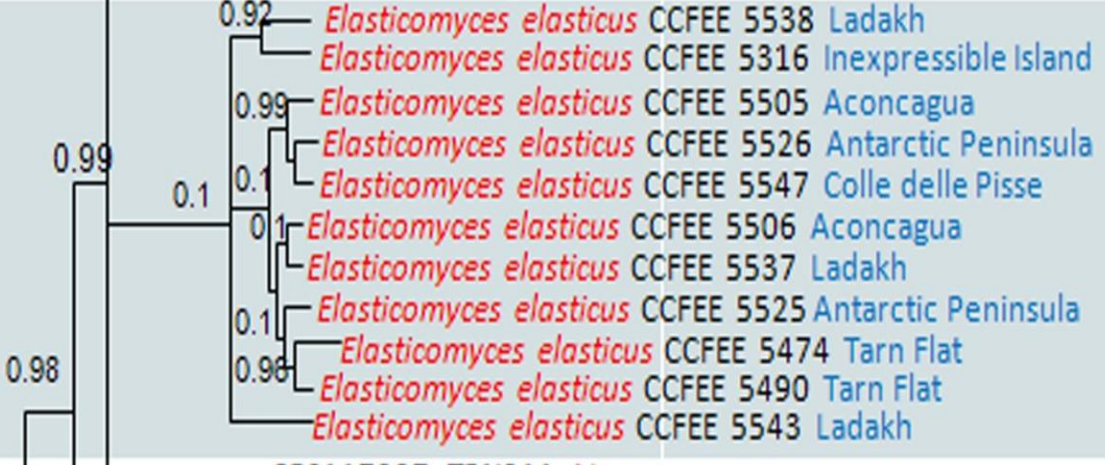 0.92
Elasticomyces elasticus CCFEE 5538 Ladakh
Elasticomyces elasticus CCFEE 5316 Inexpressible Island
0.99
Elasticomyces elasticus CCFEE 5505 Aconcagua
Elasticomyces elasticus CCFEE 5526 Antarctic Peninsula
0.99
0.1
0.1
Elasticomyces elasticus CCFEE 5547 Colle delle Pisse
0.1
Elasticomyces elasticus CCFEE 5506 Aconcagua
Elasticomyces elasticus CCFEE 5537 Ladakh
Elasticomyces elasticus CCFEE 5525 Antarctic Peninsula
0.1
Elasticomyces elasticus CCFEE 5474 Tarn Flat
0.98
0.98
Elasticomyces elasticus CCFEE 5490 Tarn Flat
Elasticomyces elasticus CCFEE 5543 Ladakh